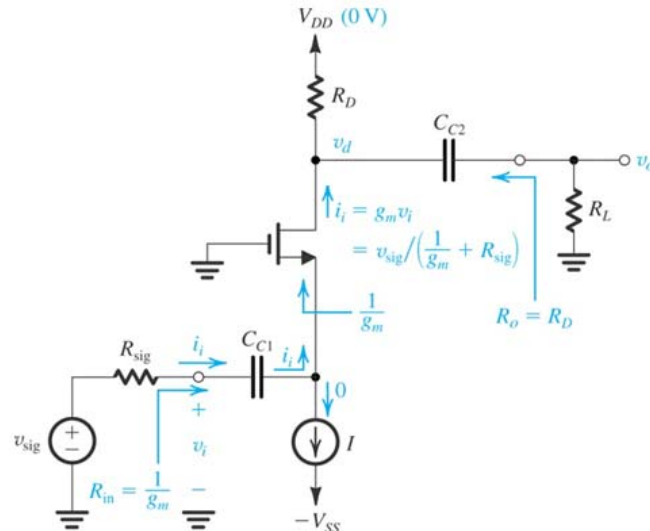 V_DD (0 V)
R_D
C_C2
v_d
R_L
i_i = g_m v_i
= v_sig/(1/g_m + R_sig)
1/g_m
R_o = R_D
R_sig
i_i
C_C1
i_i
0
+
v_sig
+
−
v_i
I
R_in = 1/g_m
−
−V_SS